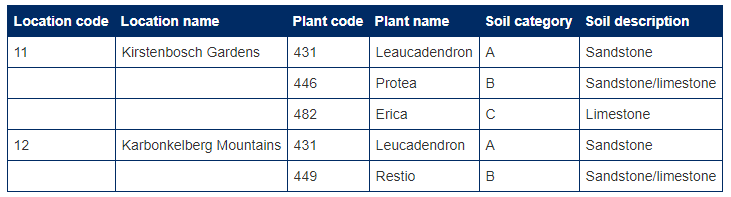 Location code Location name Plant code Plant name Soil category Soil description
11 Kirstenbosch Gardens 431 Leaucadendron A Sandstone
446 Protea B Sandstone/limestone
482 Erica C Limestone
12 Karbonkelberg Mountains 431 Leucadendron A Sandstone
449 Restio B Sandstone/limestone